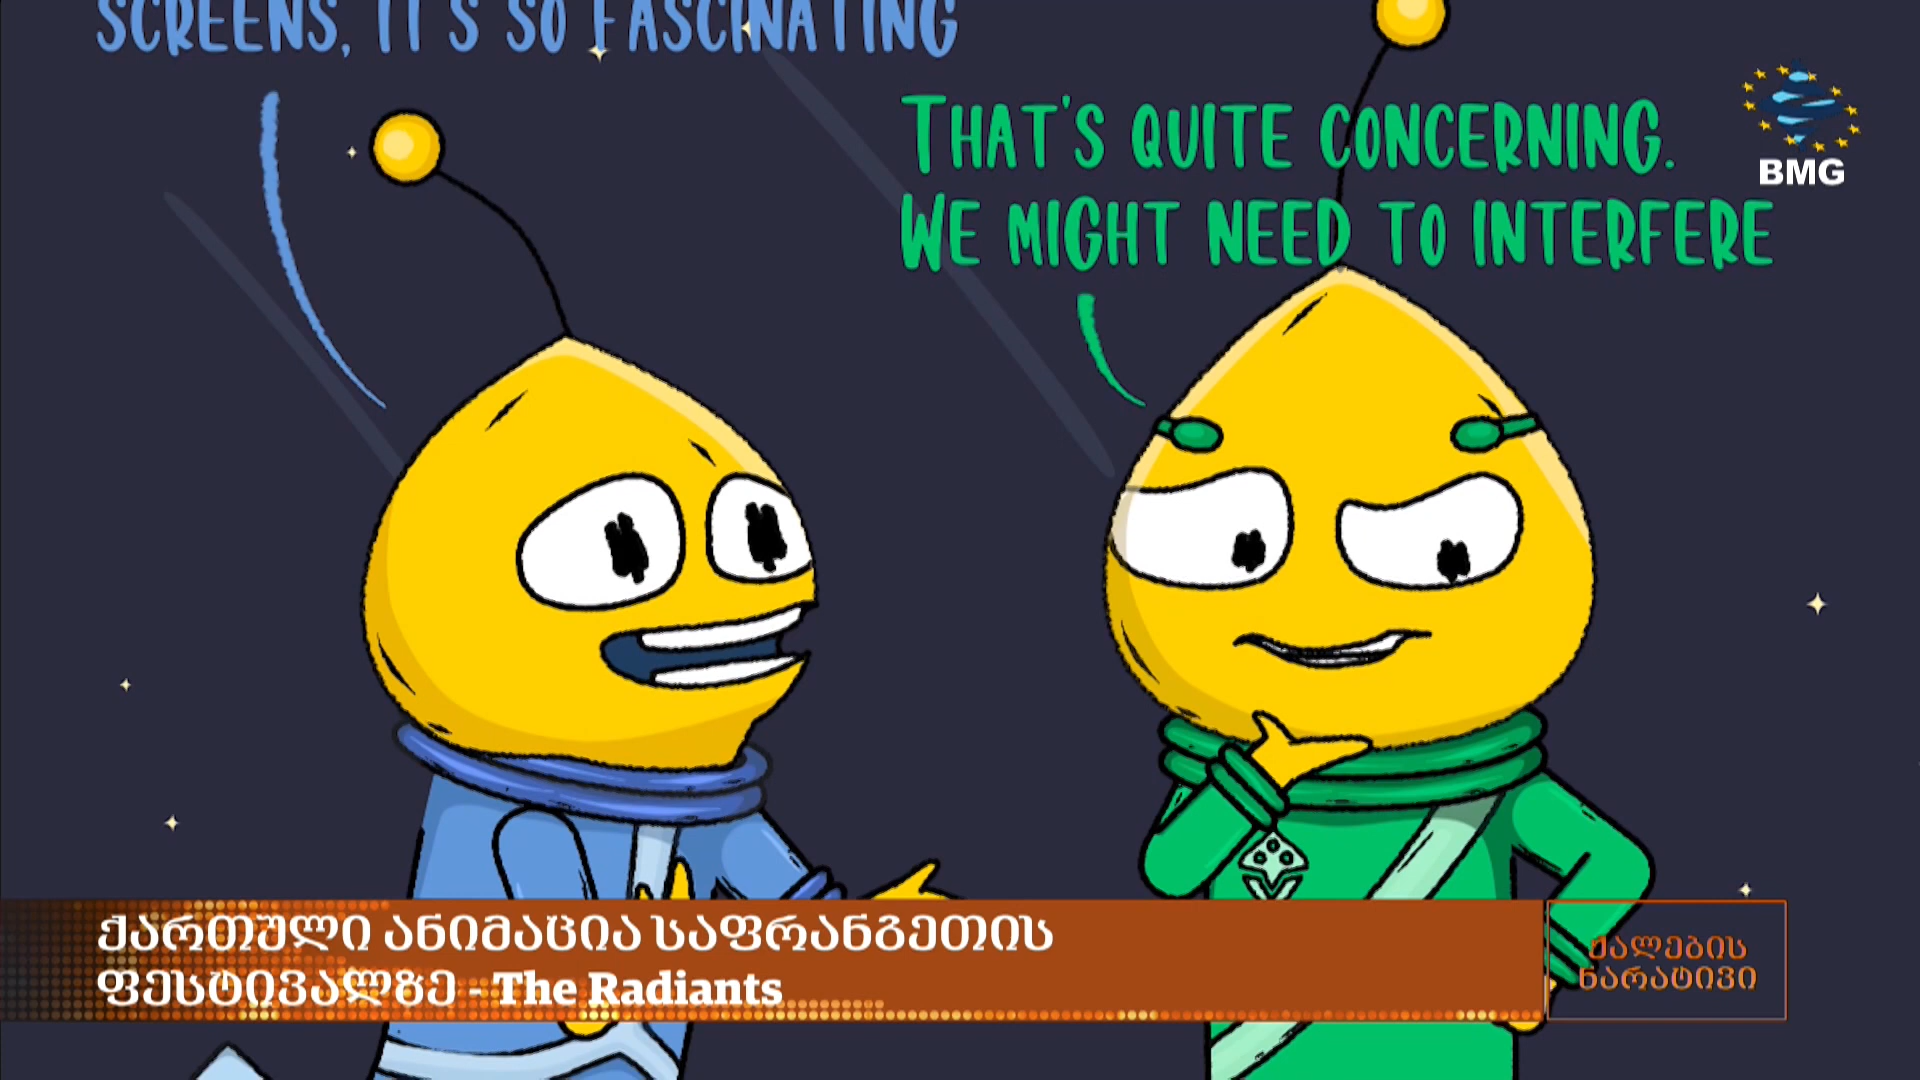 SCREENS, IT'S SO FASCINATING
THAT'S QUITE CONCERNING.
WE MIGHT NEED TO INTERFERE
BMG
ქართული ანიმაცია საფრანგეთის
ფესტივალზე - The Radiants
ქალების
ნარატივი